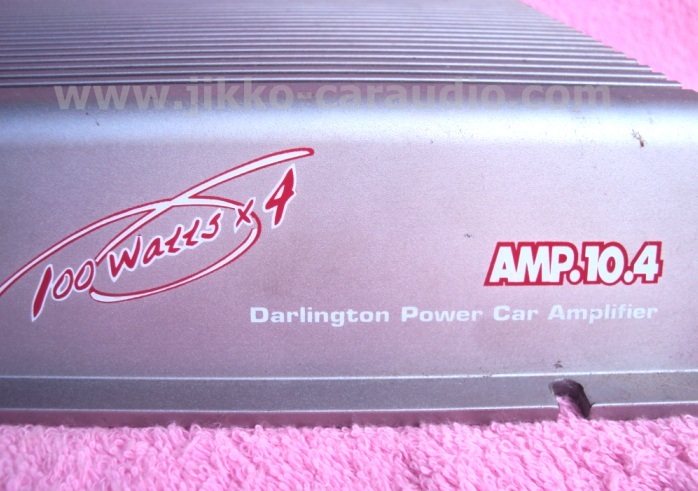 www.jikko-caraudio.com
100 Watts x 4
AMP.10.4
Darlington Power Car Amplifier